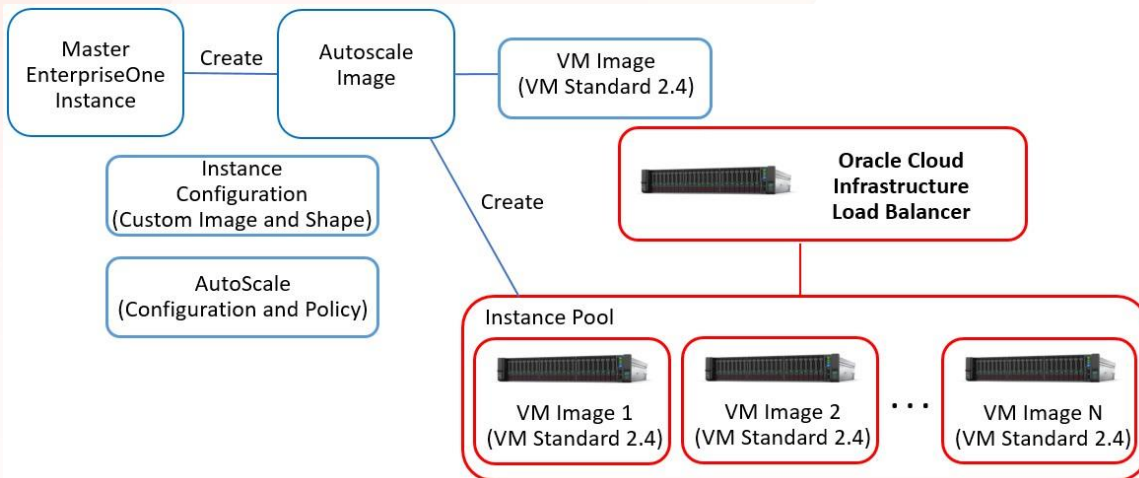 Master
EnterpriseOne
Instance
Create
Autoscale
Image
VM Image
(VM Standard 2.4)
Instance
Configuration
(Custom Image and Shape)
AutoScale
(Configuration and Policy)
Create
Oracle Cloud
Infrastructure
Load Balancer
Instance Pool
VM Image 1
(VM Standard 2.4)
VM Image 2
(VM Standard 2.4)
...
VM Image N
(VM Standard 2.4)